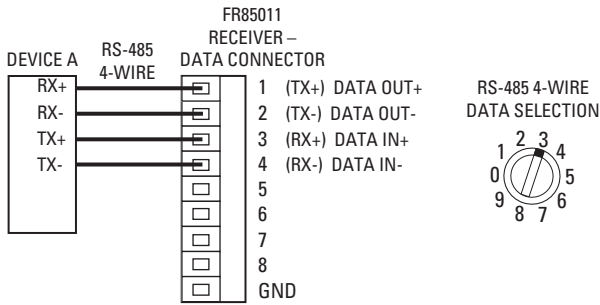 FR85011
RECEIVER –
DATA CONNECTOR
DEVICE A
RS-485
4-WIRE
RX+
RX-
TX+
TX-
1 (TX+) DATA OUT+
2 (TX-) DATA OUT-
3 (RX+) DATA IN+
4 (RX-) DATA IN-
5
6
7
8
GND
RS-485 4-WIRE
DATA SELECTION
0 1 2 3 4 5 6 7 8 9